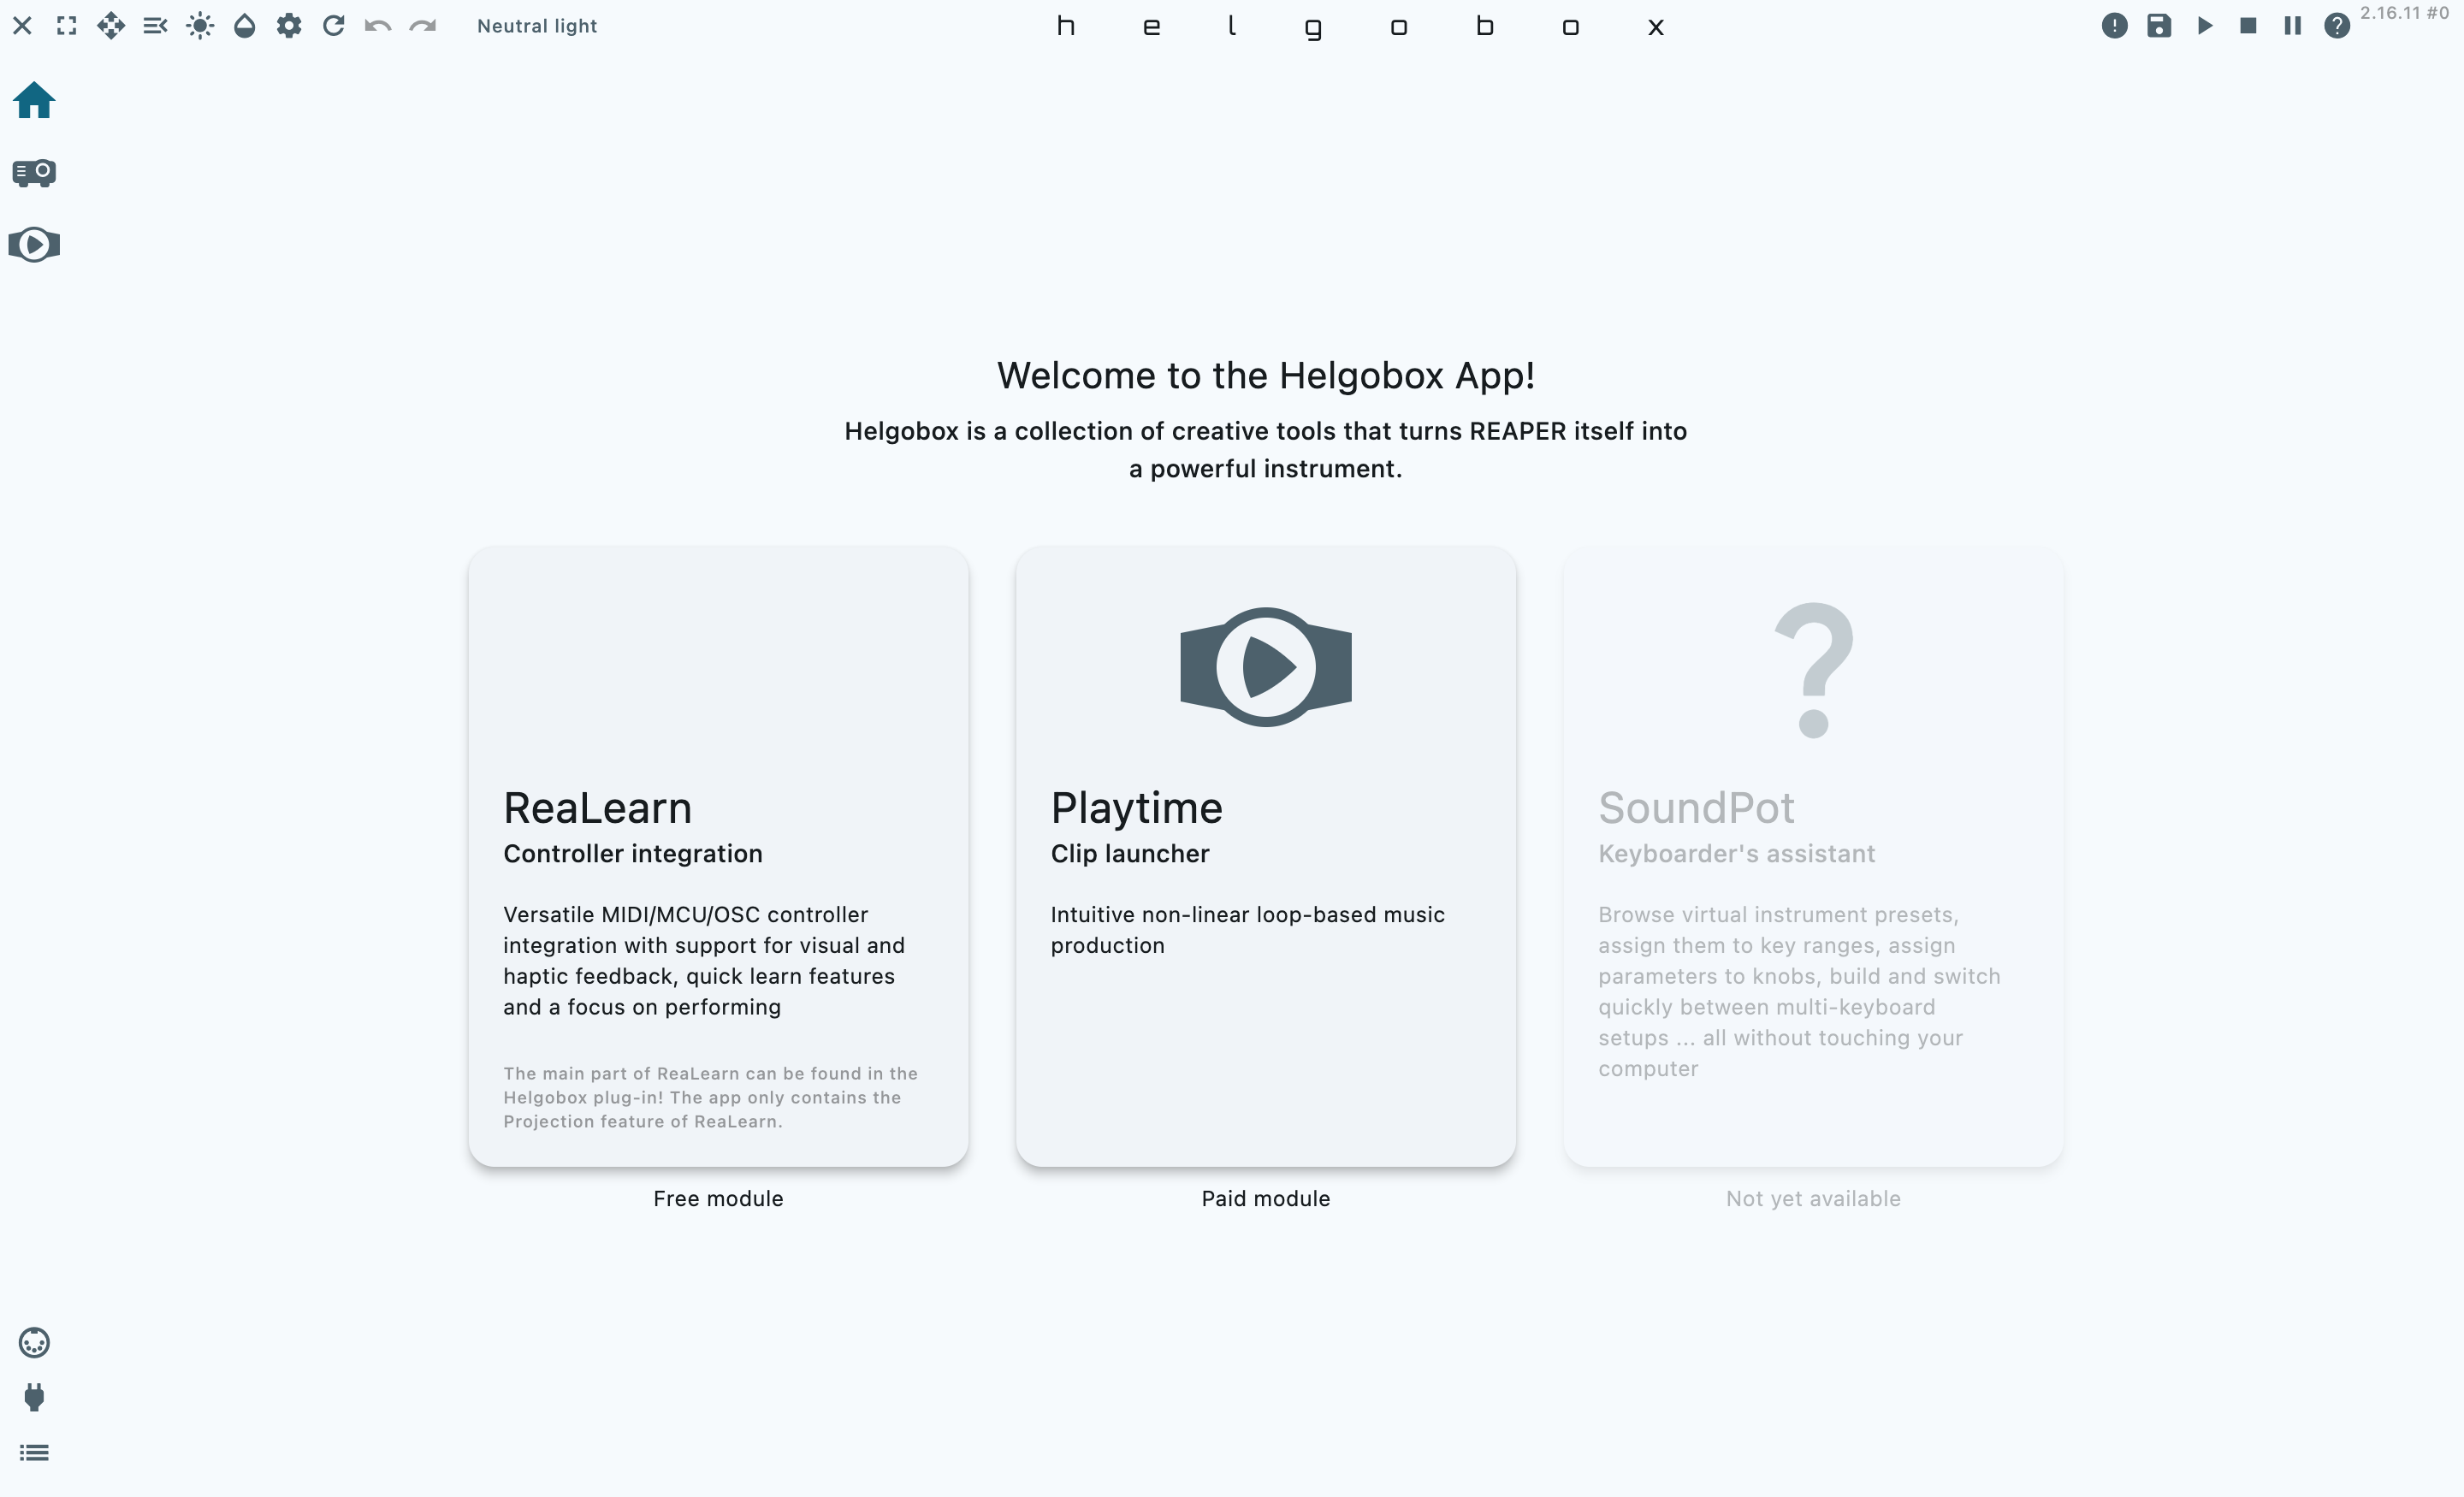 Neutral light
h e l g o b o x
2.16.11 #0
Welcome to the Helgobox App!
Helgobox is a collection of creative tools that turns REAPER itself into
a powerful instrument.
ReaLearn
Controller integration
Versatile MIDI/MCU/OSC controller
integration with support for visual and
haptic feedback, quick learn features
and a focus on performing
The main part of ReaLearn can be found in the
Helgobox plug-in! The app only contains the
Projection feature of ReaLearn.
Free module
Playtime
Clip launcher
Intuitive non-linear loop-based music
production
Paid module
?
SoundPot
Keyboarder's assistant
Browse virtual instrument presets,
assign them to key ranges, assign
parameters to knobs, build and switch
quickly between multi-keyboard
setups ... all without touching your
computer
Not yet available